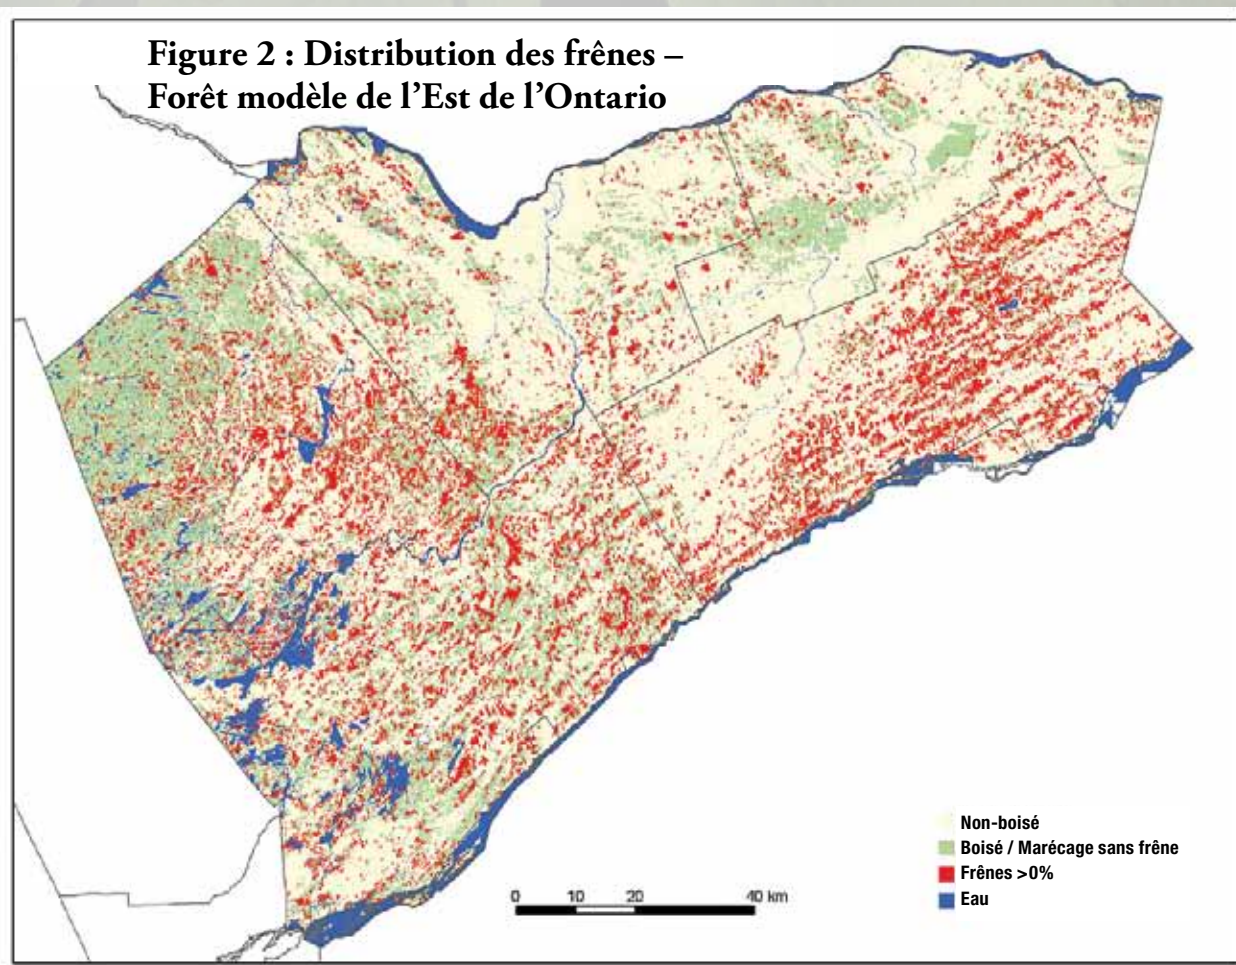 Figure 2 : Distribution des frênes –
Forêt modèle de l’Est de l’Ontario
Non-boisé
Boisé / Marécage sans frêne
Frênes >0%
Eau
0 10 20 40 km